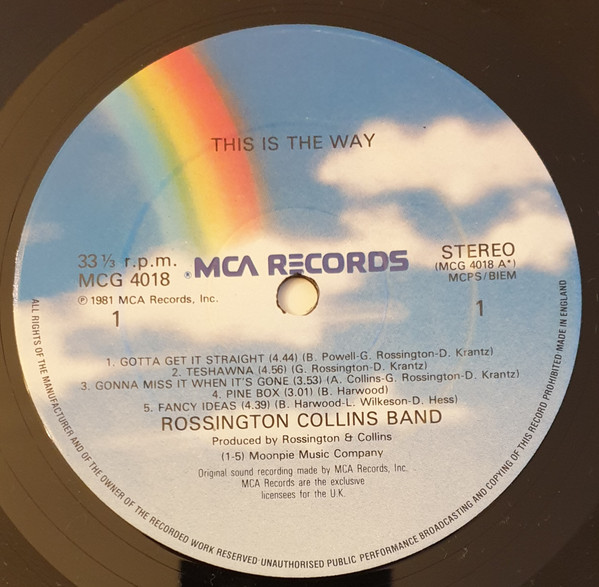 THIS IS THE WAY
33 1/3 r.p.m.
MCG 4018
℗ 1981 MCA Records, Inc.
1
MCA RECORDS
STEREO
(MCG 4018 A*)
MCPS/BIEM
1
1. GOTTA GET IT STRAIGHT (4.44) (B. Powell-G. Rossington-D. Krantz)
2. TESHAWNA (4.56) (G. Rossington-D. Krantz)
3. GONNA MISS IT WHEN IT'S GONE (3.53) (A. Collins-G. Rossington-D. Krantz)
4. PINE BOX (3.01) (B. Harwood)
5. FANCY IDEAS (4.39) (B. Harwood-L. Wilkeson-D. Hess)
ROSSINGTON COLLINS BAND
Produced by Rossington & Collins
(1-5) Moonpie Music Company
Original sound recording made by MCA Records, Inc.
MCA Records are the exclusive
licensees for the U.K.
ALL RIGHTS OF THE MANUFACTURER AND OF THE OWNER OF THE RECORDED WORK RESERVED·UNAUTHORISED PUBLIC PERFORMANCE BROADCASTING AND COPYING OF THIS RECORD PROHIBITED MADE IN ENGLAND